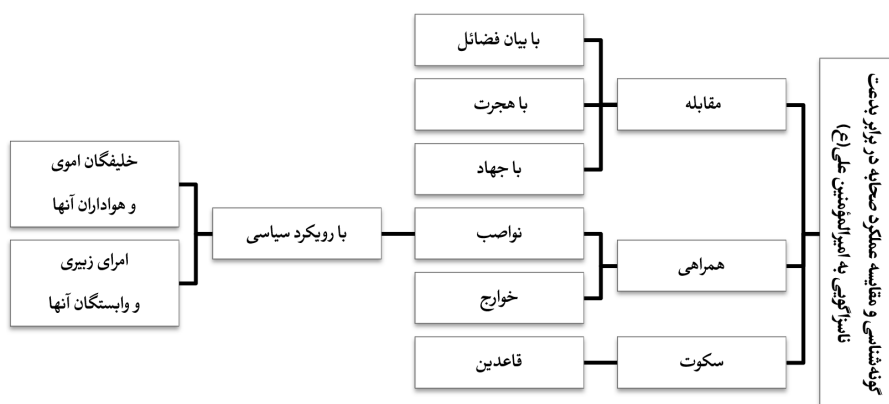 گونه‌شناسی و مقایسه عملکرد صحابه در برابر بدعت
ناسزاگویی به امیرالمؤمنین علی(ع)
مقابله
با بیان فضائل
با هجرت
با جهاد
همراهی
نواصب
با رویکرد سیاسی
خلیفگان اموی
و هواداران آنها
امرای زبیری
و وابستگان آنها
خوارج
سکوت
قاعدین